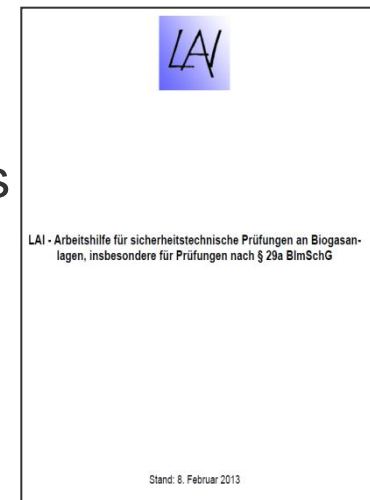 LAI
s
LAI - Arbeitshilfe für sicherheitstechnische Prüfungen an Biogasan-
lagen, insbesondere für Prüfungen nach § 29a BImSchG
Stand: 8. Februar 2013